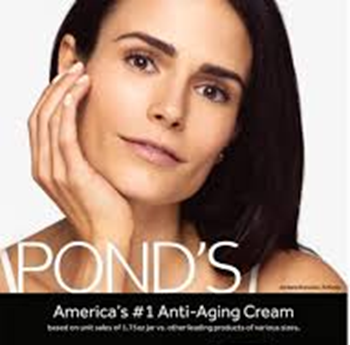 POND'S
America's #1 Anti-Aging Cream
based on unit sales of 1.75oz jar vs. other leading products of various sizes.